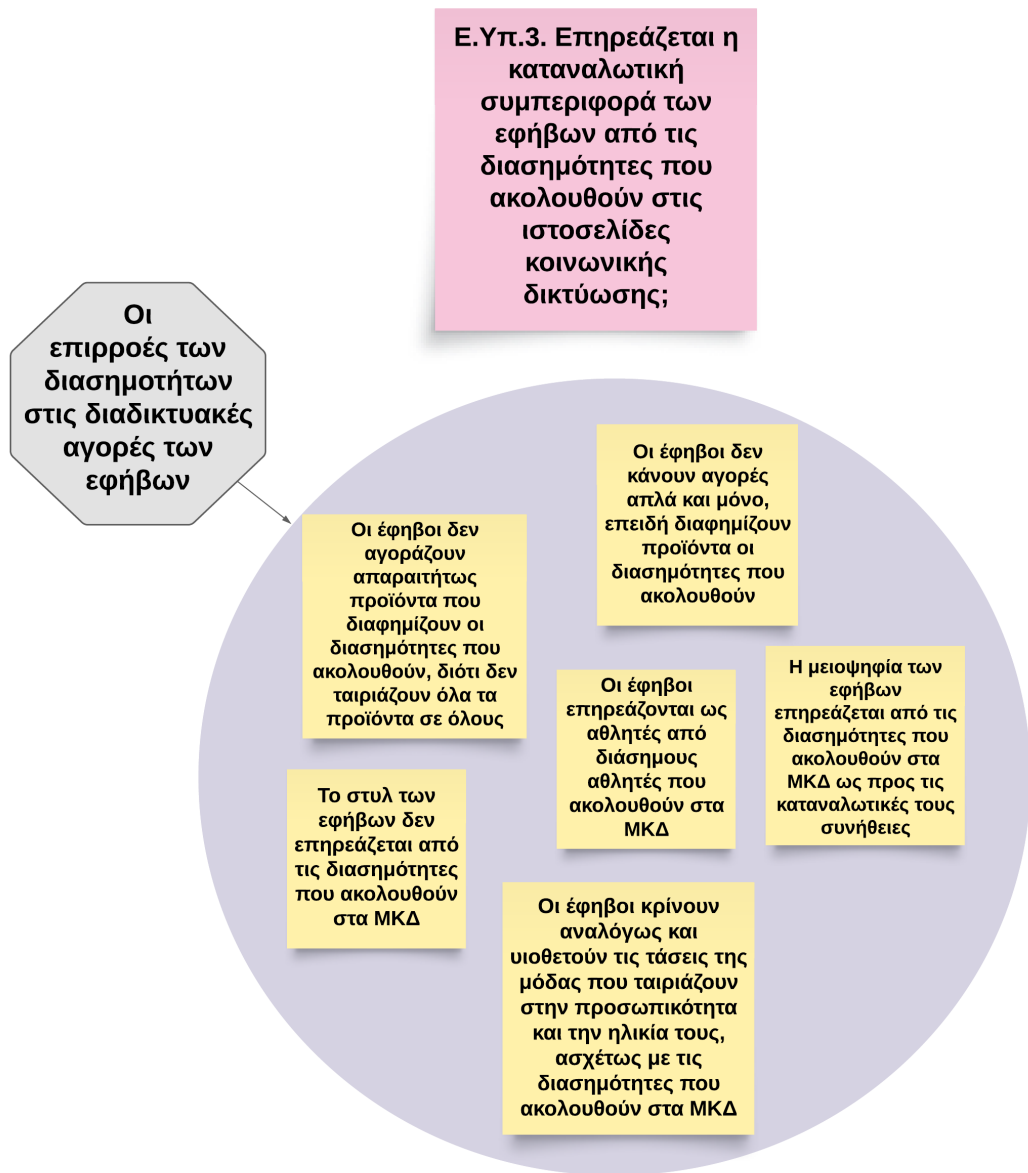 Ε.Υπ.3. Επηρεάζεται η
καταναλωτική
συμπεριφορά των
εφήβων από τις
διασημότητες που
ακολουθούν στις
ιστοσελίδες
κοινωνικής
δικτύωσης;
Οι
επιρροές των
διασημοτήτων
στις διαδικτυακές
αγορές των
εφήβων
Οι έφηβοι δεν
κάνουν αγορές
απλά και μόνο,
επειδή διαφημίζουν
προϊόντα οι
διασημότητες που
ακολουθούν
Οι έφηβοι δεν
αγοράζουν
απαραιτήτως
προϊόντα που
διαφημίζουν οι
διασημότητες που
ακολουθούν, διότι δεν
ταιριάζουν όλα τα
προϊόντα σε όλους
Οι έφηβοι
επηρεάζονται ως
αθλητές από
διάσημους
αθλητές που
ακολουθούν στα
ΜΚΔ
Η μειοψηφία των
εφήβων
επηρεάζεται από τις
διασημότητες που
ακολουθούν στα
ΜΚΔ ως προς τις
καταναλωτικές τους
συνήθειες
Το στυλ των
εφήβων δεν
επηρεάζεται από
τις διασημότητες
που ακολουθούν
στα ΜΚΔ
Οι έφηβοι κρίνουν
αναλόγως και
υιοθετούν τις τάσεις της
μόδας που ταιριάζουν
στην προσωπικότητα
και την ηλικία τους,
ασχέτως με τις
διασημότητες που
ακολουθούν στα ΜΚΔ